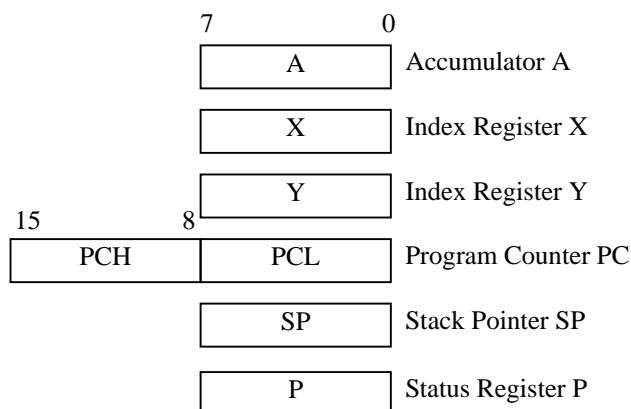 7 0
A Accumulator A
X Index Register X
Y Index Register Y
15 8
PCH PCL Program Counter PC
SP Stack Pointer SP
P Status Register P